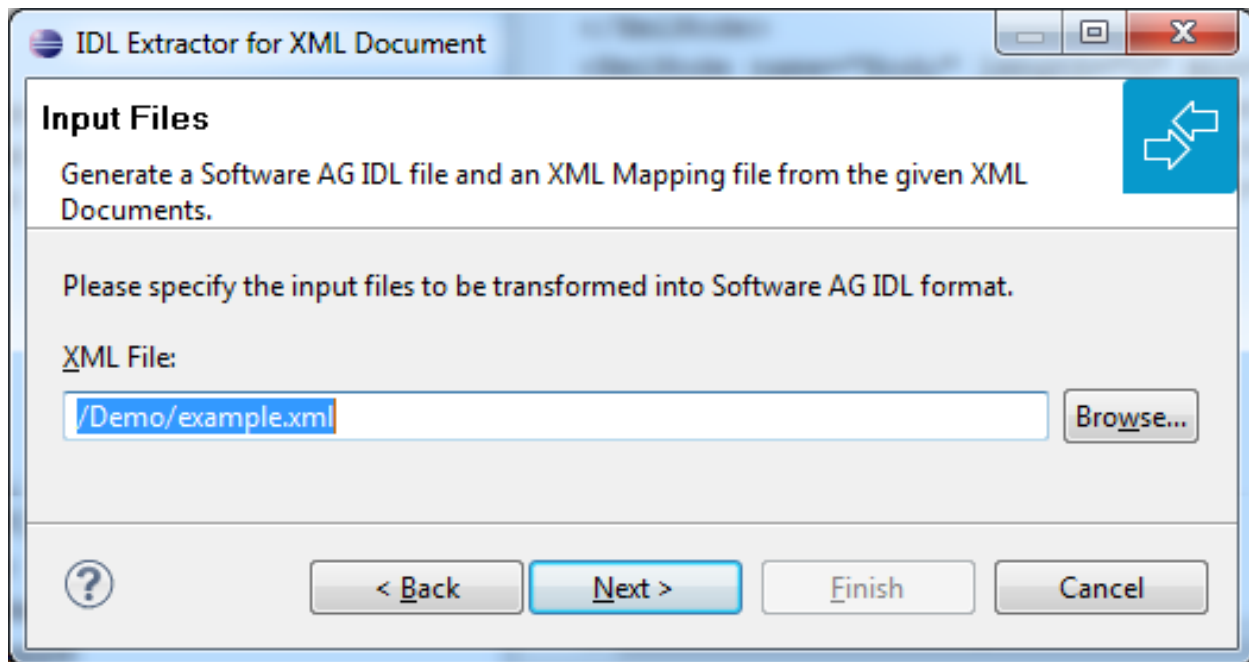 IDL Extractor for XML Document
Input Files
Generate a Software AG IDL file and an XML Mapping file from the given XML
Documents.
Please specify the input files to be transformed into Software AG IDL format.
XML File:
/Demo/example.xml
Browse...
?
< Back
Next >
Finish
Cancel